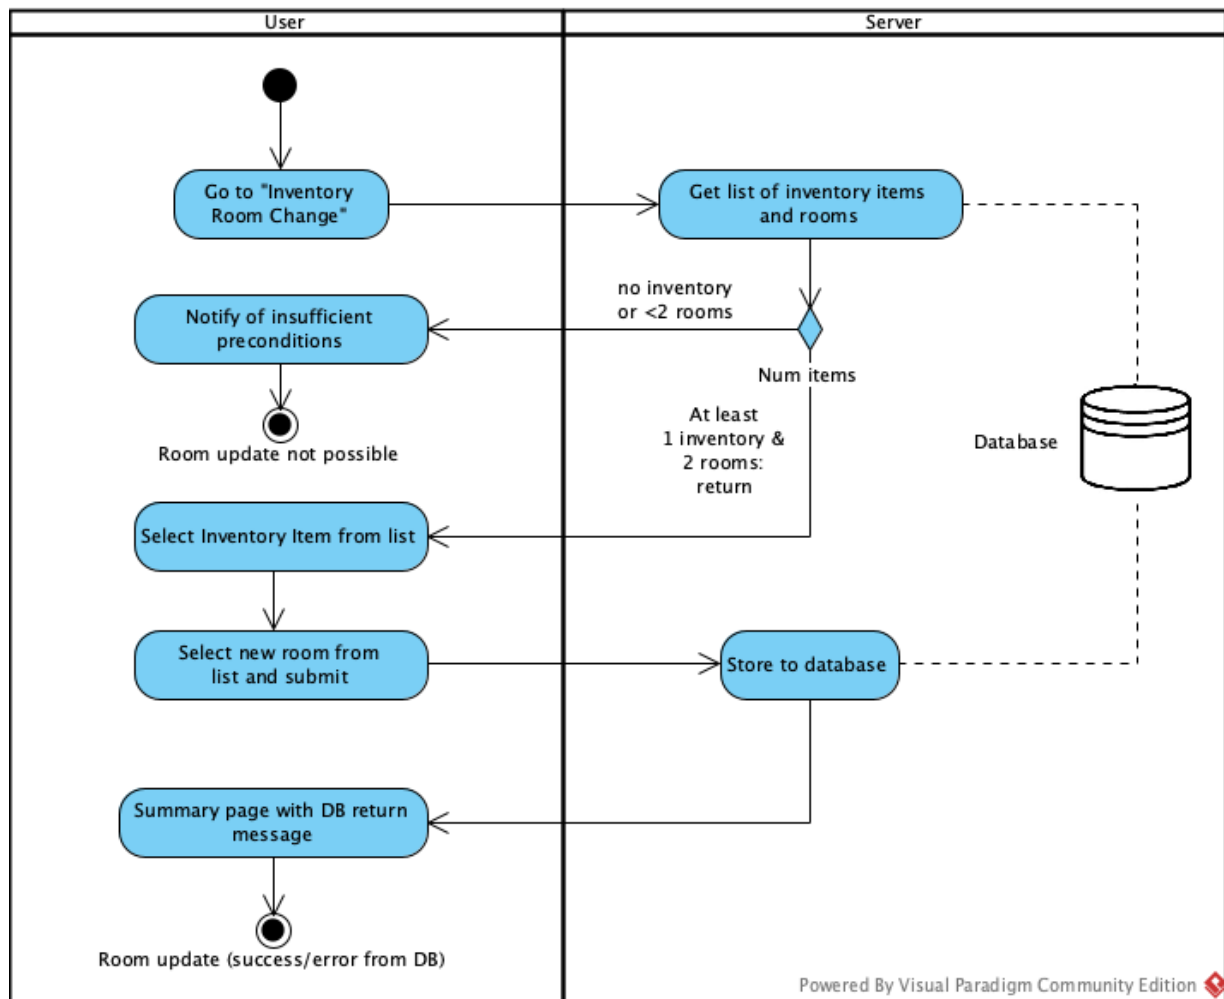 User
Server
Go to "Inventory
Room Change"
Get list of inventory items
and rooms
no inventory
or <2 rooms
Notify of insufficient
preconditions
Num items
At least
1 inventory &
2 rooms:
return
Database
Room update not possible
Select Inventory Item from list
Select new room from
list and submit
Store to database
Summary page with DB return
message
Room update (success/error from DB)
Powered By Visual Paradigm Community Edition